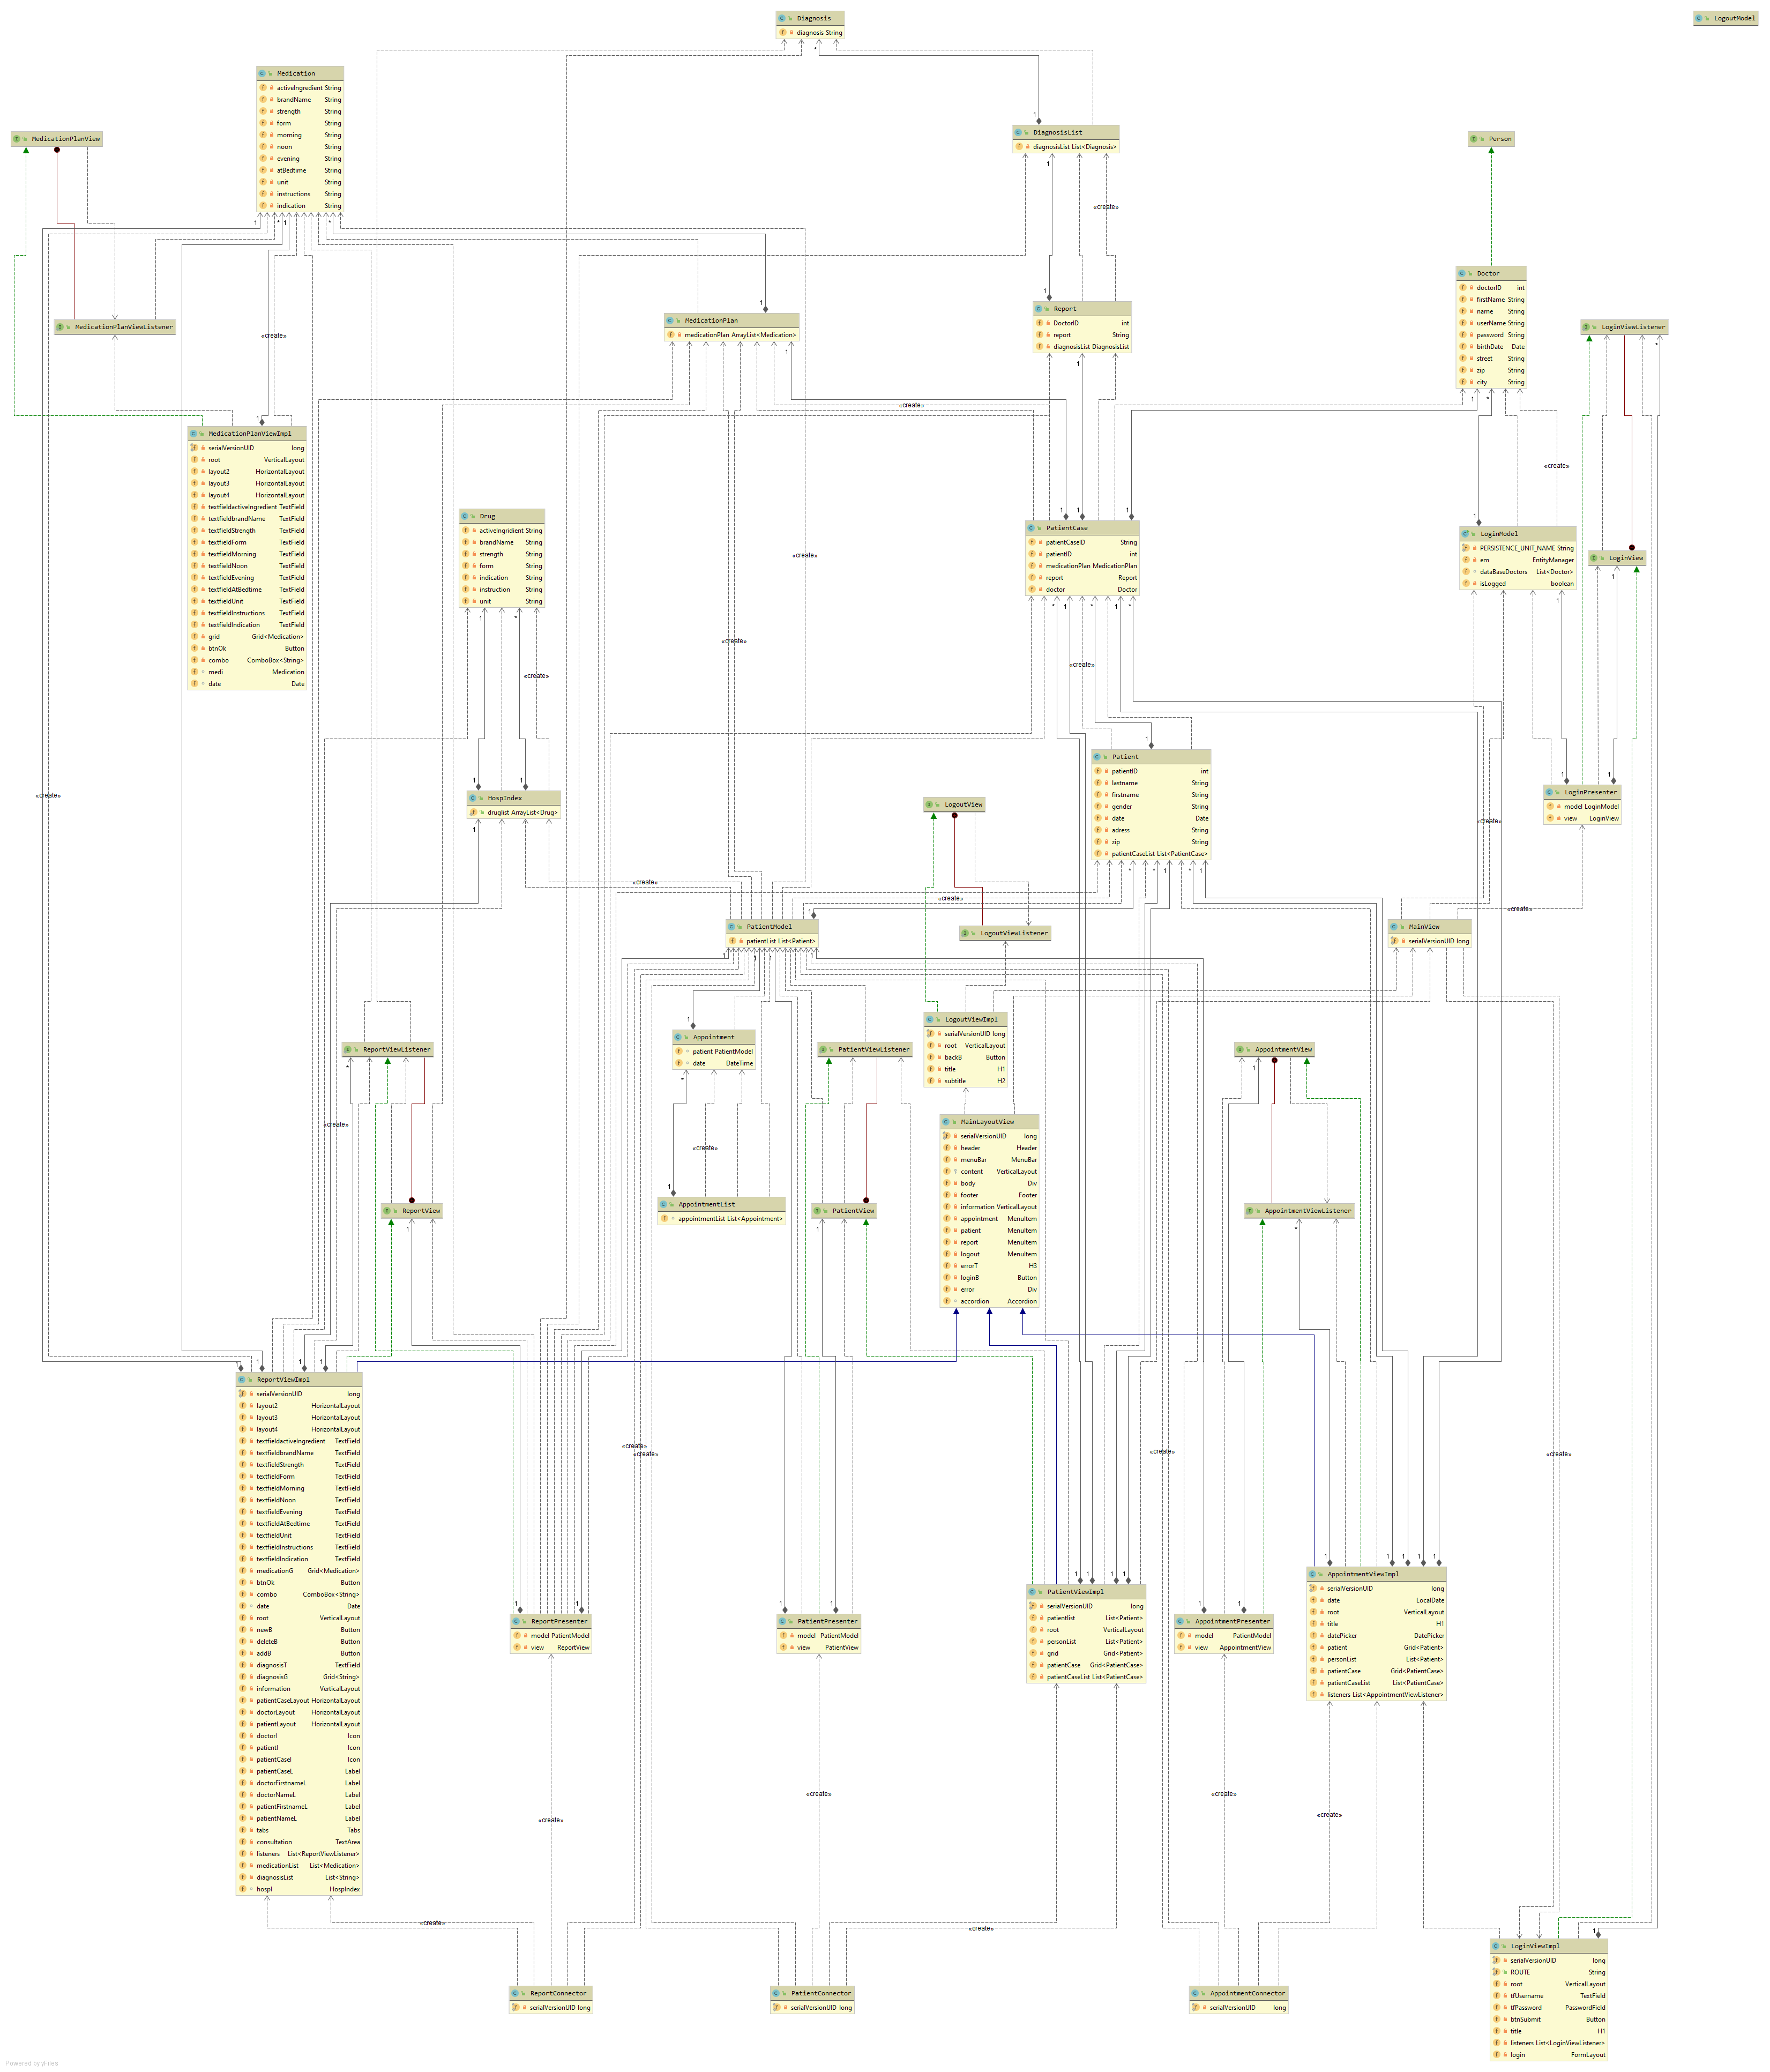 Diagnosis
diagnosis String
LogoutModel
Medication
activeIngredient String
brandName String
strength String
form String
morning String
noon String
evening String
atBedtime String
unit String
instructions String
indication String
MedicationPlanView
DiagnosisList
diagnosisList List<Diagnosis>
Person
«create»
Doctor
doctorID int
firstName String
name String
userName String
password String
birthDate Date
street String
zip String
city String
MedicationPlanViewListener
«create»
MedicationPlan
medicationPlan ArrayList<Medication>
Report
DoctorID int
report String
diagnosisList DiagnosisList
LoginViewListener
«create»
MedicationPlanViewImpl
serialVersionUID long
root VerticalLayout
layout2 HorizontalLayout
layout3 HorizontalLayout
layout4 HorizontalLayout
textfieldactiveIngredient TextField
textfieldbrandName TextField
textfieldStrength TextField
textfieldForm TextField
textfieldMorning TextField
textfieldNoon TextField
textfieldEvening TextField
textfieldAtBedtime TextField
textfieldUnit TextField
textfieldInstructions TextField
textfieldIndication TextField
grid Grid<Medication>
btnOk Button
combo ComboBox<String>
medi Medication
date Date
«create»
Drug
activeIngridient String
brandName String
strength String
form String
indication String
instruction String
unit String
PatientCase
patientCaseID String
patientID int
medicationPlan MedicationPlan
report Report
doctor Doctor
LoginModel
PERSISTENCE_UNIT_NAME String
em EntityManager
dataBaseDoctors List<Doctor>
isLogged boolean
LoginView
«create»
«create»
«create»
«create»
Patient
patientID int
lastname String
firstname String
gender String
date Date
adress String
zip String
patientCaseList List<PatientCase>
«create»
HospIndex
druglist ArrayList<Drug>
LogoutView
LoginPresenter
model LoginModel
view LoginView
«create»
«create»
«create»
«create»
PatientModel
patientList List<Patient>
LogoutViewListener
MainView
serialVersionUID long
LogoutViewImpl
serialVersionUID long
root VerticalLayout
backB Button
title H1
subtitle H2
ReportViewListener
Appointment
patient PatientModel
date DateTime
PatientViewListener
AppointmentView
«create»
«create»
MainLayoutView
serialVersionUID long
header Header
menuBar MenuBar
content VerticalLayout
body Div
footer Footer
information VerticalLayout
appointment MenuItem
patient MenuItem
report MenuItem
logout MenuItem
errorT H3
loginB Button
error Div
accordion Accordion
ReportView
AppointmentList
appointmentList List<Appointment>
PatientView
AppointmentViewListener
ReportViewImpl
serialVersionUID long
layout2 HorizontalLayout
layout3 HorizontalLayout
layout4 HorizontalLayout
textfieldactiveIngredient TextField
textfieldbrandName TextField
textfieldStrength TextField
textfieldForm TextField
textfieldMorning TextField
textfieldNoon TextField
textfieldEvening TextField
textfieldAtBedtime TextField
textfieldUnit TextField
textfieldInstructions TextField
textfieldIndication TextField
medicationG Grid<Medication>
btnOk Button
combo ComboBox<String>
date Date
root VerticalLayout
newB Button
deleteB Button
addB Button
diagnosisT TextField
diagnosisG Grid<String>
information VerticalLayout
patientCaseLayout HorizontalLayout
doctorLayout HorizontalLayout
patientLayout HorizontalLayout
doctorI Icon
patientI Icon
patientCaseI Icon
patientCaseL Label
doctorFirstnameL Label
doctorNameL Label
patientFirstnameL Label
patientNameL Label
tabs Tabs
consultation TextArea
listeners List<ReportViewListener>
medicationList List<Medication>
diagnosisList List<String>
hospI HospIndex
«create»
«create»
«create»
«create»
ReportPresenter
model PatientModel
view ReportView
PatientPresenter
model PatientModel
view PatientView
PatientViewImpl
serialVersionUID long
patientlist List<Patient>
root VerticalLayout
personList List<Patient>
grid Grid<Patient>
patientCase Grid<PatientCase>
patientCaseList List<PatientCase>
AppointmentPresenter
model PatientModel
view AppointmentView
AppointmentViewImpl
serialVersionUID long
date LocalDate
root VerticalLayout
title H1
datePicker DatePicker
patient Grid<Patient>
personList List<Patient>
patientCase Grid<PatientCase>
patientCaseList List<PatientCase>
listeners List<AppointmentViewListener>
«create»
«create»
«create»
«create»
«create»
«create»
LoginViewImpl
serialVersionUID long
ROUTE String
root VerticalLayout
tfUsername TextField
tfPassword PasswordField
btnSubmit Button
title H1
listeners List<LoginViewListener>
login FormLayout
ReportConnector
serialVersionUID long
PatientConnector
serialVersionUID long
AppointmentConnector
serialVersionUID long
Powered by yFiles